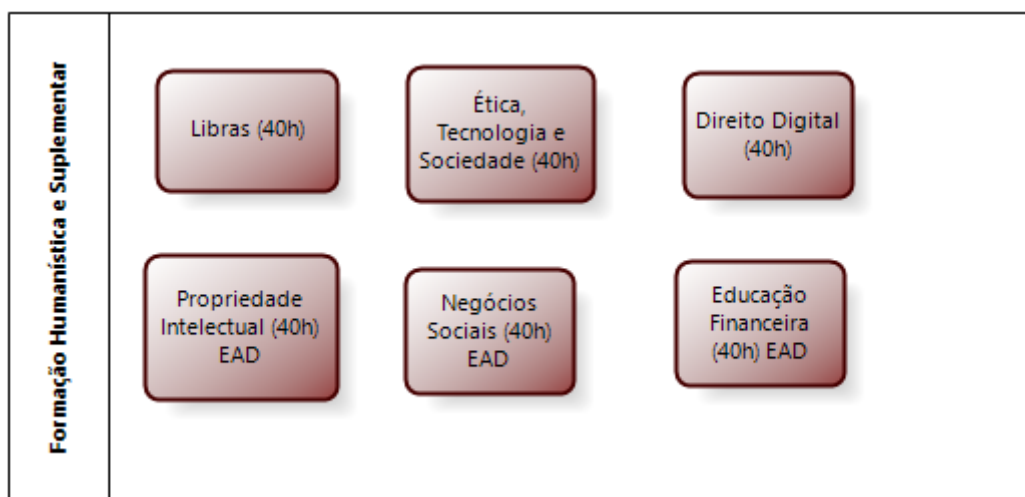 Formação Humanística e Suplementar
Libras (40h)
Ética,
Tecnologia e
Sociedade (40h)
Direito Digital
(40h)
Propriedade
Intelectual (40h)
EAD
Negócios
Sociais (40h)
EAD
Educação
Financeira
(40h) EAD